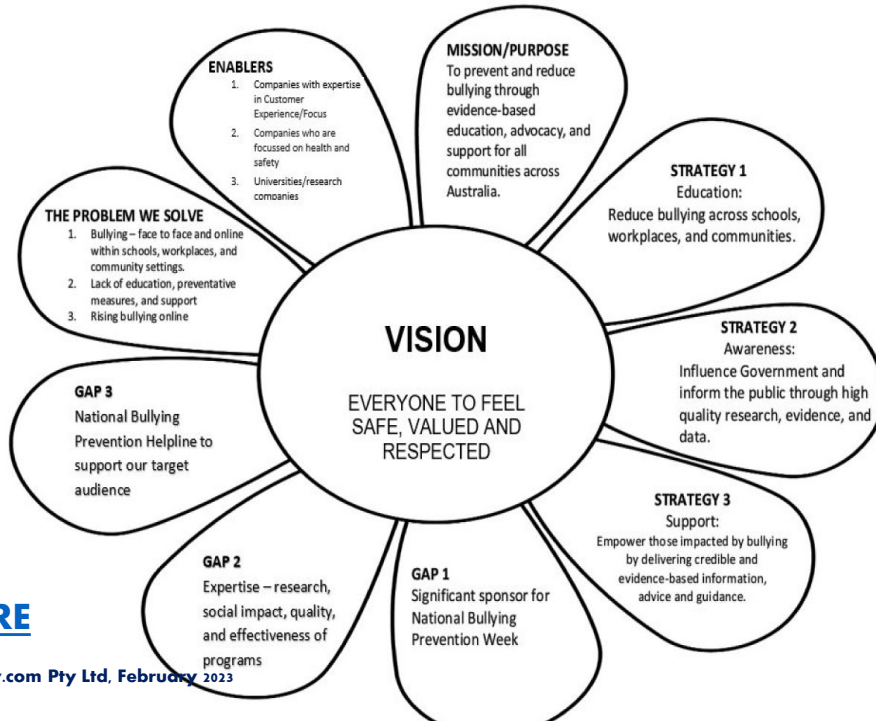 MISSION/PURPOSE
To prevent and reduce
bullying through
evidence-based
education, advocacy, and
support for all
communities across
Australia.
STRATEGY 1
Education:
Reduce bullying across schools,
workplaces, and communities.
STRATEGY 2
Awareness:
Influence Government and
inform the public through high
quality research, evidence, and
data.
STRATEGY 3
Support:
Empower those impacted by bullying
by delivering credible and
evidence-based information,
advice and guidance.
GAP 1
Significant sponsor for
National Bullying
Prevention Week
GAP 2
Expertise – research,
social impact, quality,
and effectiveness of
programs
GAP 3
National Bullying
Prevention Helpline to
support our target
audience
THE PROBLEM WE SOLVE
1. Bullying – face to face and online
within schools, workplaces, and
community settings.
2. Lack of education, preventative
measures, and support
3. Rising bullying online
ENABLERS
1. Companies with expertise
in Customer
Experience/Focus
2. Companies who are
focussed on health and
safety
3. Universities/research
companies
VISION
EVERYONE TO FEEL
SAFE, VALUED AND
RESPECTED
RE
.com Pty Ltd, February 2023